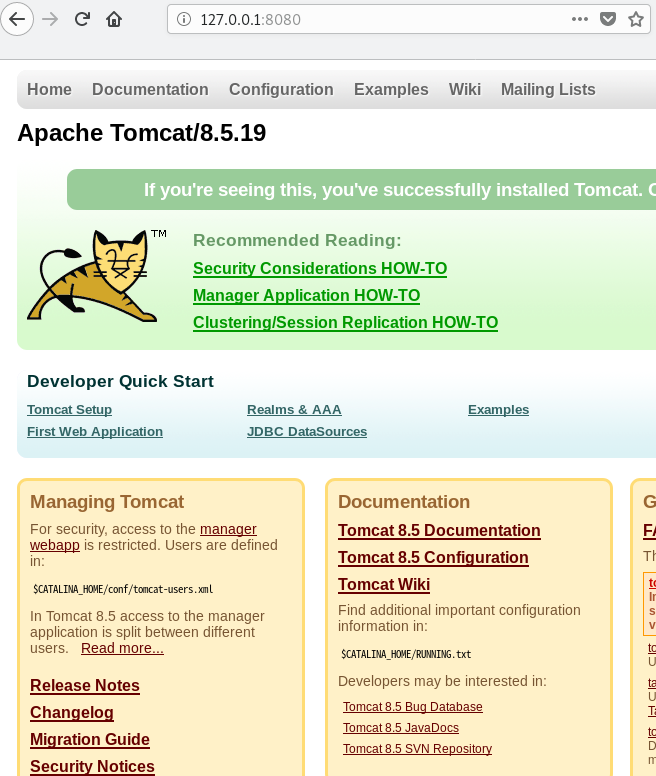 127.0.0.1:8080
Home Documentation Configuration Examples Wiki Mailing Lists
Apache Tomcat/8.5.19
If you're seeing this, you've successfully installed Tomcat.
TM
Recommended Reading:
Security Considerations HOW-TO
Manager Application HOW-TO
Clustering/Session Replication HOW-TO
Developer Quick Start
Tomcat Setup Realms & AAA Examples
First Web Application JDBC DataSources
Managing Tomcat
For security, access to the manager
webapp is restricted. Users are defined
in:
$CATALINA_HOME/conf/tomcat-users.xml
In Tomcat 8.5 access to the manager
application is split between different
users. Read more...
Release Notes
Changelog
Migration Guide
Security Notices
Documentation
Tomcat 8.5 Documentation
Tomcat 8.5 Configuration
Tomcat Wiki
Find additional important configuration
information in:
$CATALINA_HOME/RUNNING.txt
Developers may be interested in:
Tomcat 8.5 Bug Database
Tomcat 8.5 JavaDocs
Tomcat 8.5 SVN Repository